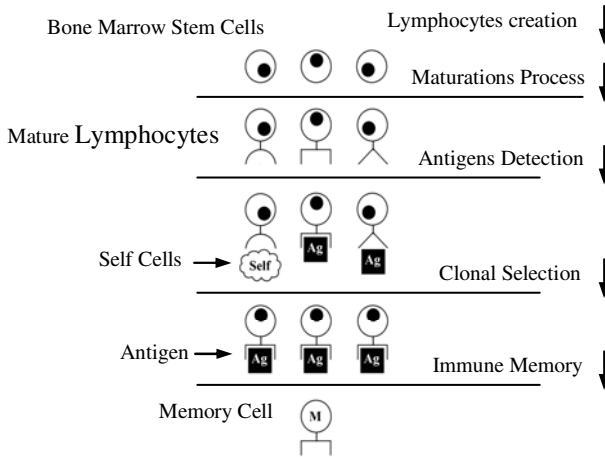 Bone Marrow Stem Cells
Lymphocytes creation
Maturations Process
Mature Lymphocytes
Antigens Detection
Self Cells
Self
Ag
Ag
Clonal Selection
Antigen
Ag
Ag
Ag
Immune Memory
Memory Cell
M